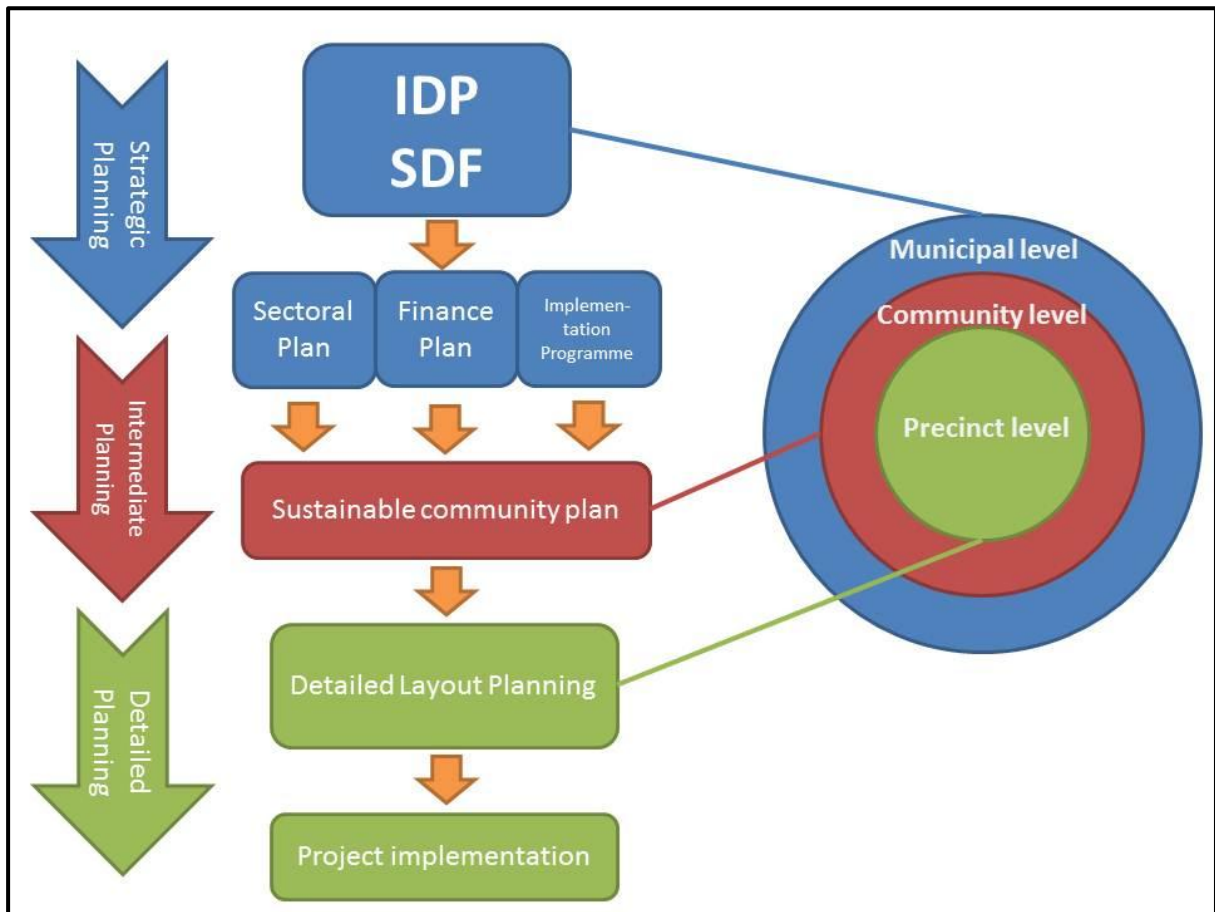 Strategic
Planning
Intermediate
Planning
Detailed
Planning
IDP
SDF
Sectoral
Plan
Finance
Plan
Implemen-
tation
Programme
Sustainable community plan
Detailed Layout Planning
Project implementation
Municipal level
Community level
Precinct level